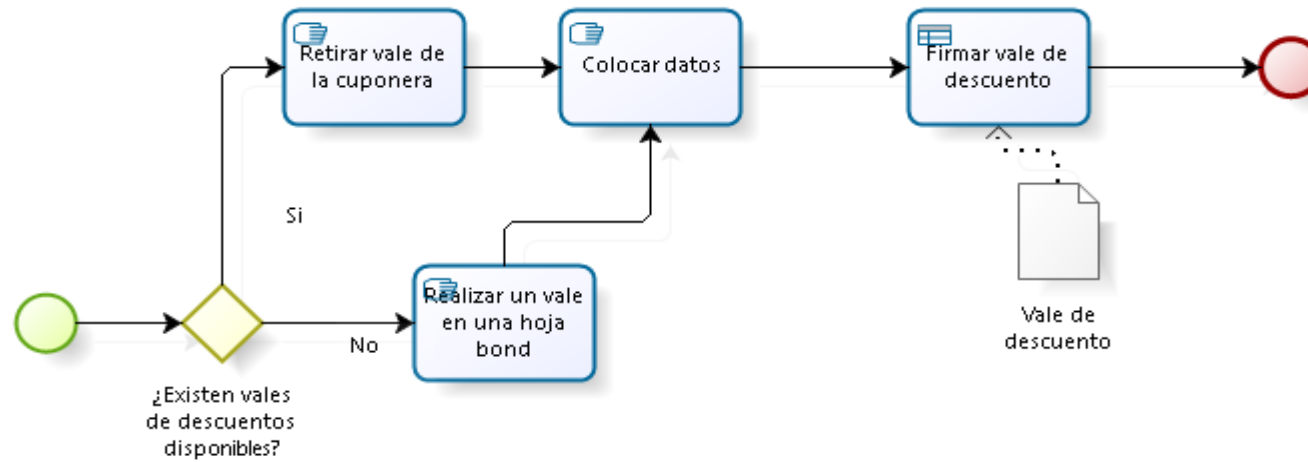 Retirar vale de
la cuponera
Colocar datos
Firmar vale de
descuento
Si
Realizar un vale
en una hoja
bond
No
Vale de
descuento
¿Existen vales
de descuentos
disponibles?